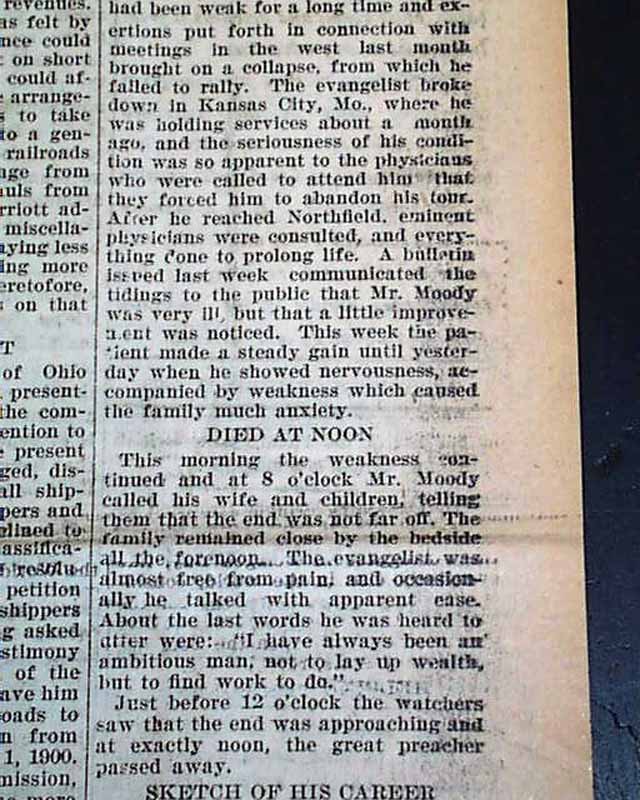 revenues.
as felt by
nce could
t on short
could af-
e arrange-
s to take
to a gen-
railroads
nge from
auls from
rriott ad-
miscella-
aying less
ing more
eretofore,
s on that
T
of Ohio
present-
the com-
ention to
e present
ged, dis-
all ship-
pers and
clined to
assifica-
petition
shippers
g asked
stimony
of the
ave him
oads to
n from
1, 1900.
mission,
had been weak for a long time and ex-
ertions put forth in connection with
meetings in the west last month
brought on a collapse, from which he
failed to rally. The evangelist broke
down in Kansas City, Mo., where he
was holding services about a month
ago, and the seriousness of his condi-
tion was so apparent to the physicians
who were called to attend him that
they forced him to abandon his tour.
After he reached Northfield, eminent
physicians were consulted, and every-
thing done to prolong life. A bulletin
issued last week communicated the
tidings to the public that Mr. Moody
was very ill, but that a little improve-
ment was noticed. This week the pa-
tient made a steady gain until yester-
day when he showed nervousness, ac-
companied by weakness which caused
the family much anxiety.
DIED AT NOON
This morning the weakness con-
tinued and at 8 o'clock Mr. Moody
called his wife and children, telling
them that the end was not far off. The
family remained close by the bedside
all the forenoon. The evangelist was
almost free from pain, and occasion-
ally he talked with apparent ease.
About the last words he was heard to
utter were: "I have always been an
ambitious man, not to lay up wealth,
but to find work to do."
Just before 12 o'clock the watchers
saw that the end was approaching and
at exactly noon, the great preacher
passed away.
SKETCH OF HIS CAREER